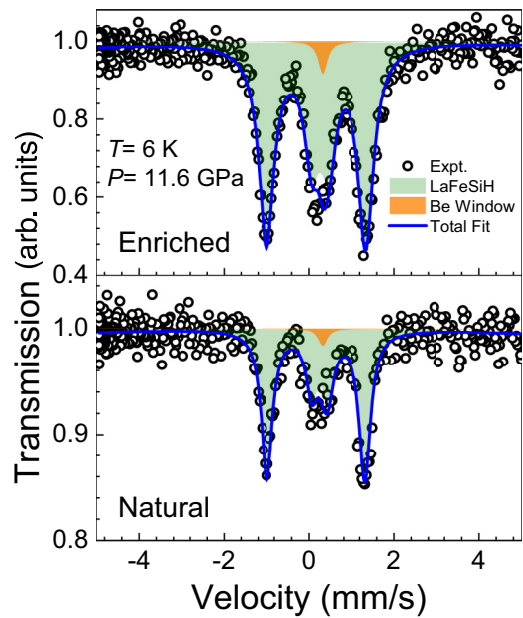 Transmission (arb. units)
1.0
0.8
0.6
0.4
T= 6 K
P= 11.6 GPa
Enriched
Expt.
LaFeSiH
Be Window
Total Fit
1.0
0.9
0.8
Natural
-4 -2 0 2 4
Velocity (mm/s)